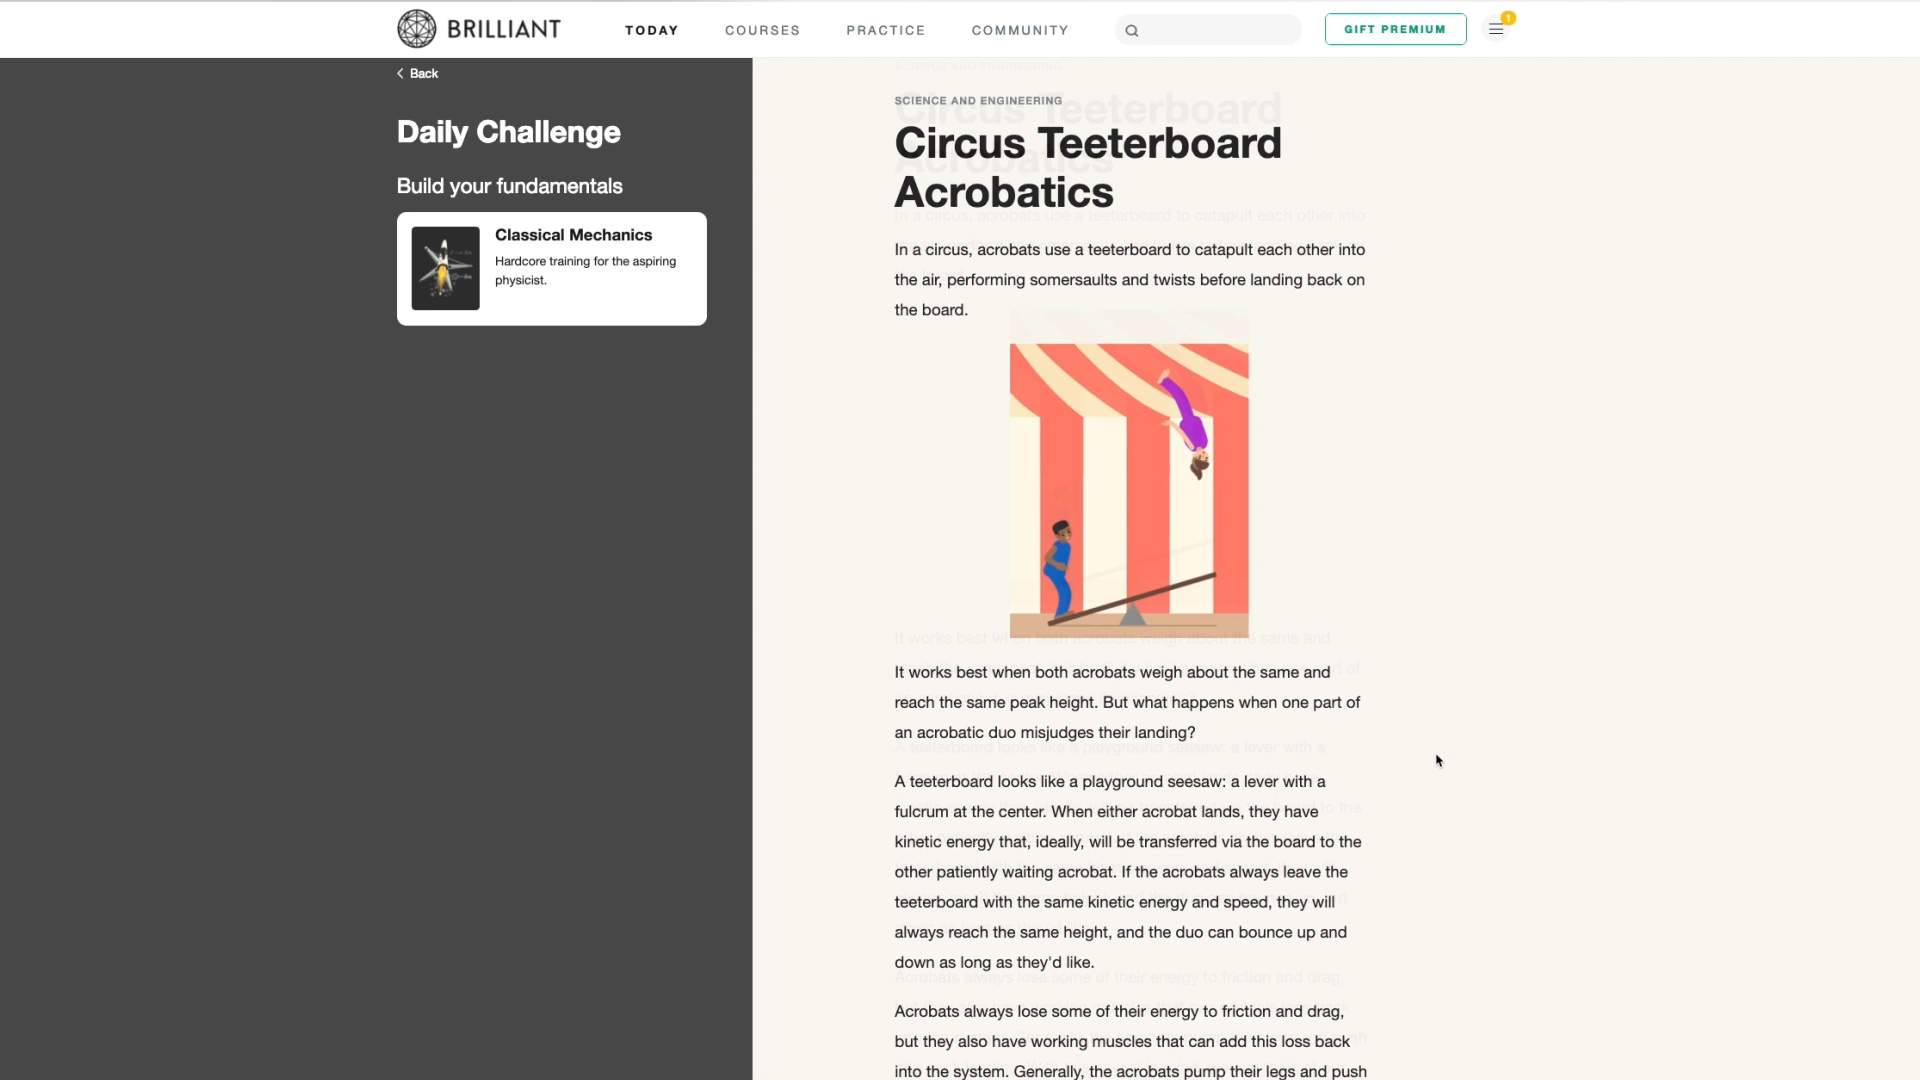 BRILLIANT
TODAY
COURSES
PRACTICE
COMMUNITY
GIFT PREMIUM
1
Back
Daily Challenge
Build your fundamentals
Classical Mechanics
Hardcore training for the aspiring
physicist.
SCIENCE AND ENGINEERING
Circus Teeterboard
Acrobatics
In a circus, acrobats use a teeterboard to catapult each other into
the air, performing somersaults and twists before landing back on
the board.
It works best when both acrobats weigh about the same and
reach the same peak height. But what happens when one part of
an acrobatic duo misjudges their landing?
A teeterboard looks like a playground seesaw: a lever with a
fulcrum at the center. When either acrobat lands, they have
kinetic energy that, ideally, will be transferred via the board to the
other patiently waiting acrobat. If the acrobats always leave the
teeterboard with the same kinetic energy and speed, they will
always reach the same height, and the duo can bounce up and
down as long as they'd like.
Acrobats always lose some of their energy to friction and drag,
but they also have working muscles that can add this loss back
into the system. Generally, the acrobats pump their legs and push